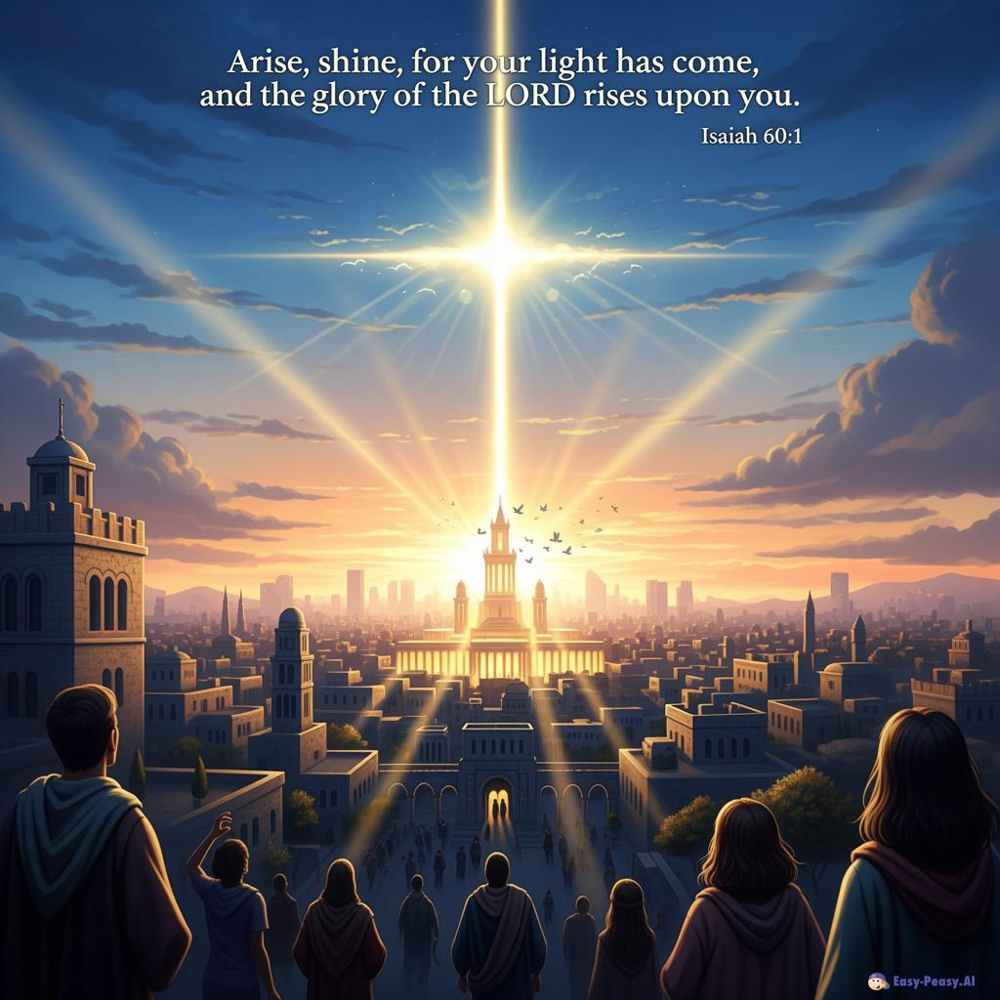 Arise, shine, for your light has come,
and the glory of the LORD rises upon you.
Isaiah 60:1
Easy-Peasy.AI